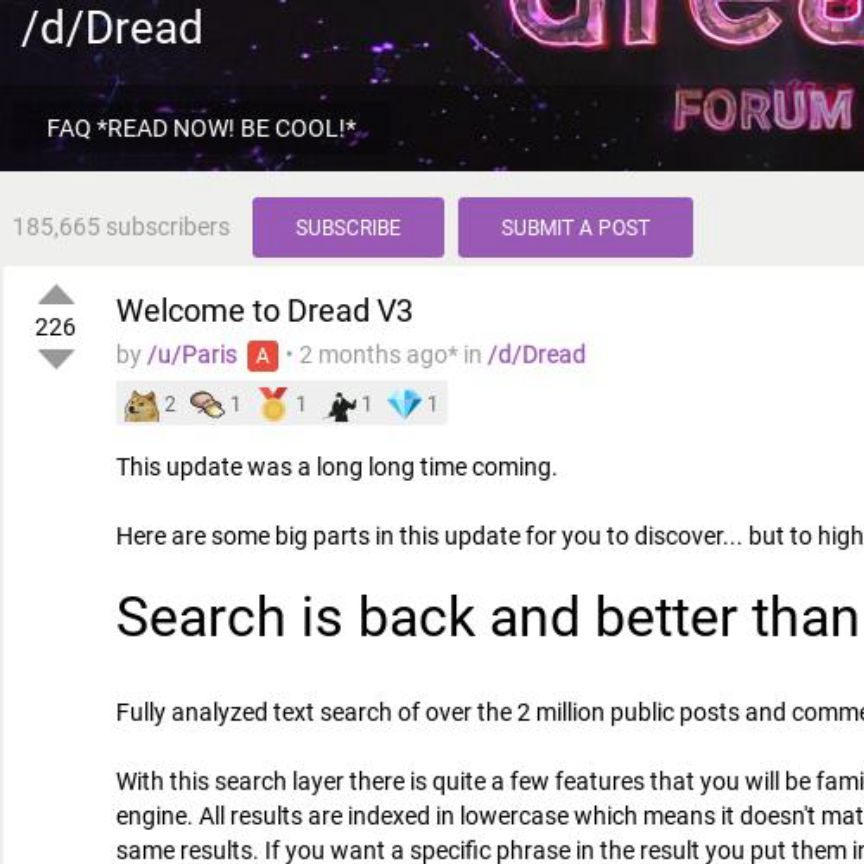 /d/Dread
FORUM
FAQ *READ NOW! BE COOL!*
185,665 subscribers SUBSCRIBE SUBMIT A POST
Welcome to Dread V3
226
by /u/Paris A • 2 months ago* in /d/Dread
2 1 1 1 1
This update was a long long time coming.
Here are some big parts in this update for you to discover... but to high
Search is back and better than
Fully analyzed text search of over the 2 million public posts and comme
With this search layer there is quite a few features that you will be fami
engine. All results are indexed in lowercase which means it doesn't mat
same results. If you want a specific phrase in the result you put them i